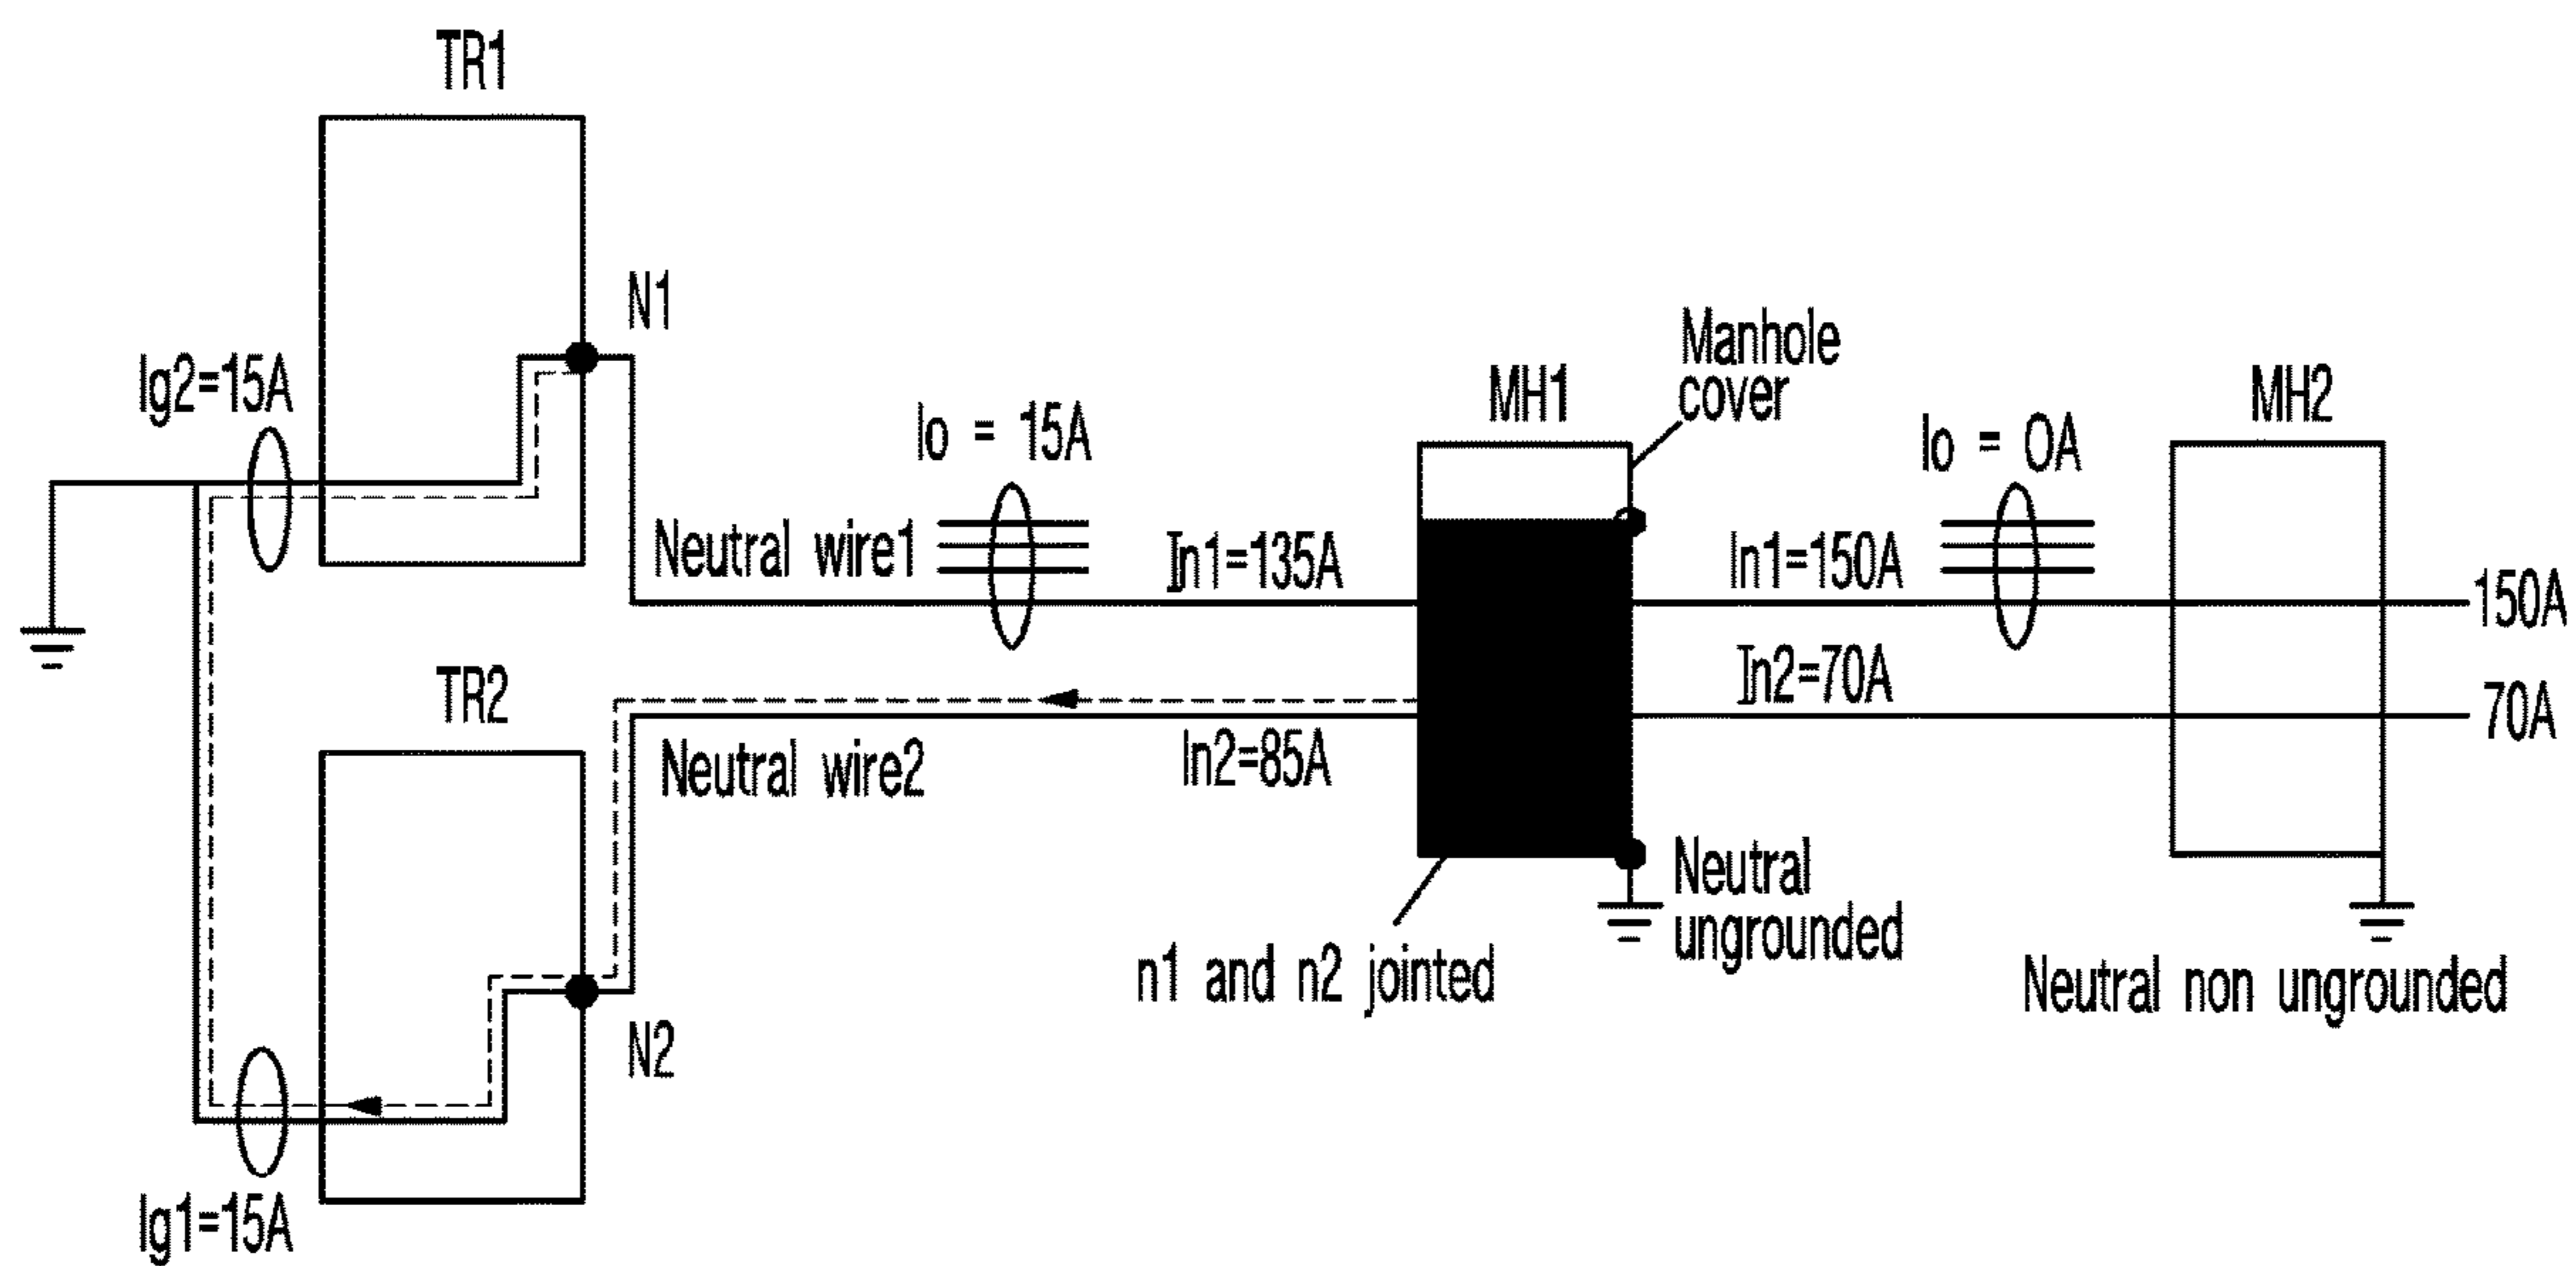 TR1
N1
Ig2=15A
Io = 15A
Manhole
cover
MH1
MH2
Io = 0A
Neutral wire1
In1=135A
In1=150A
150A
In2=70A
70A
TR2
Neutral wire2
In2=85A
Neutral
ungrounded
n1 and n2 jointed
Neutral non ungrounded
N2
Ig1=15A